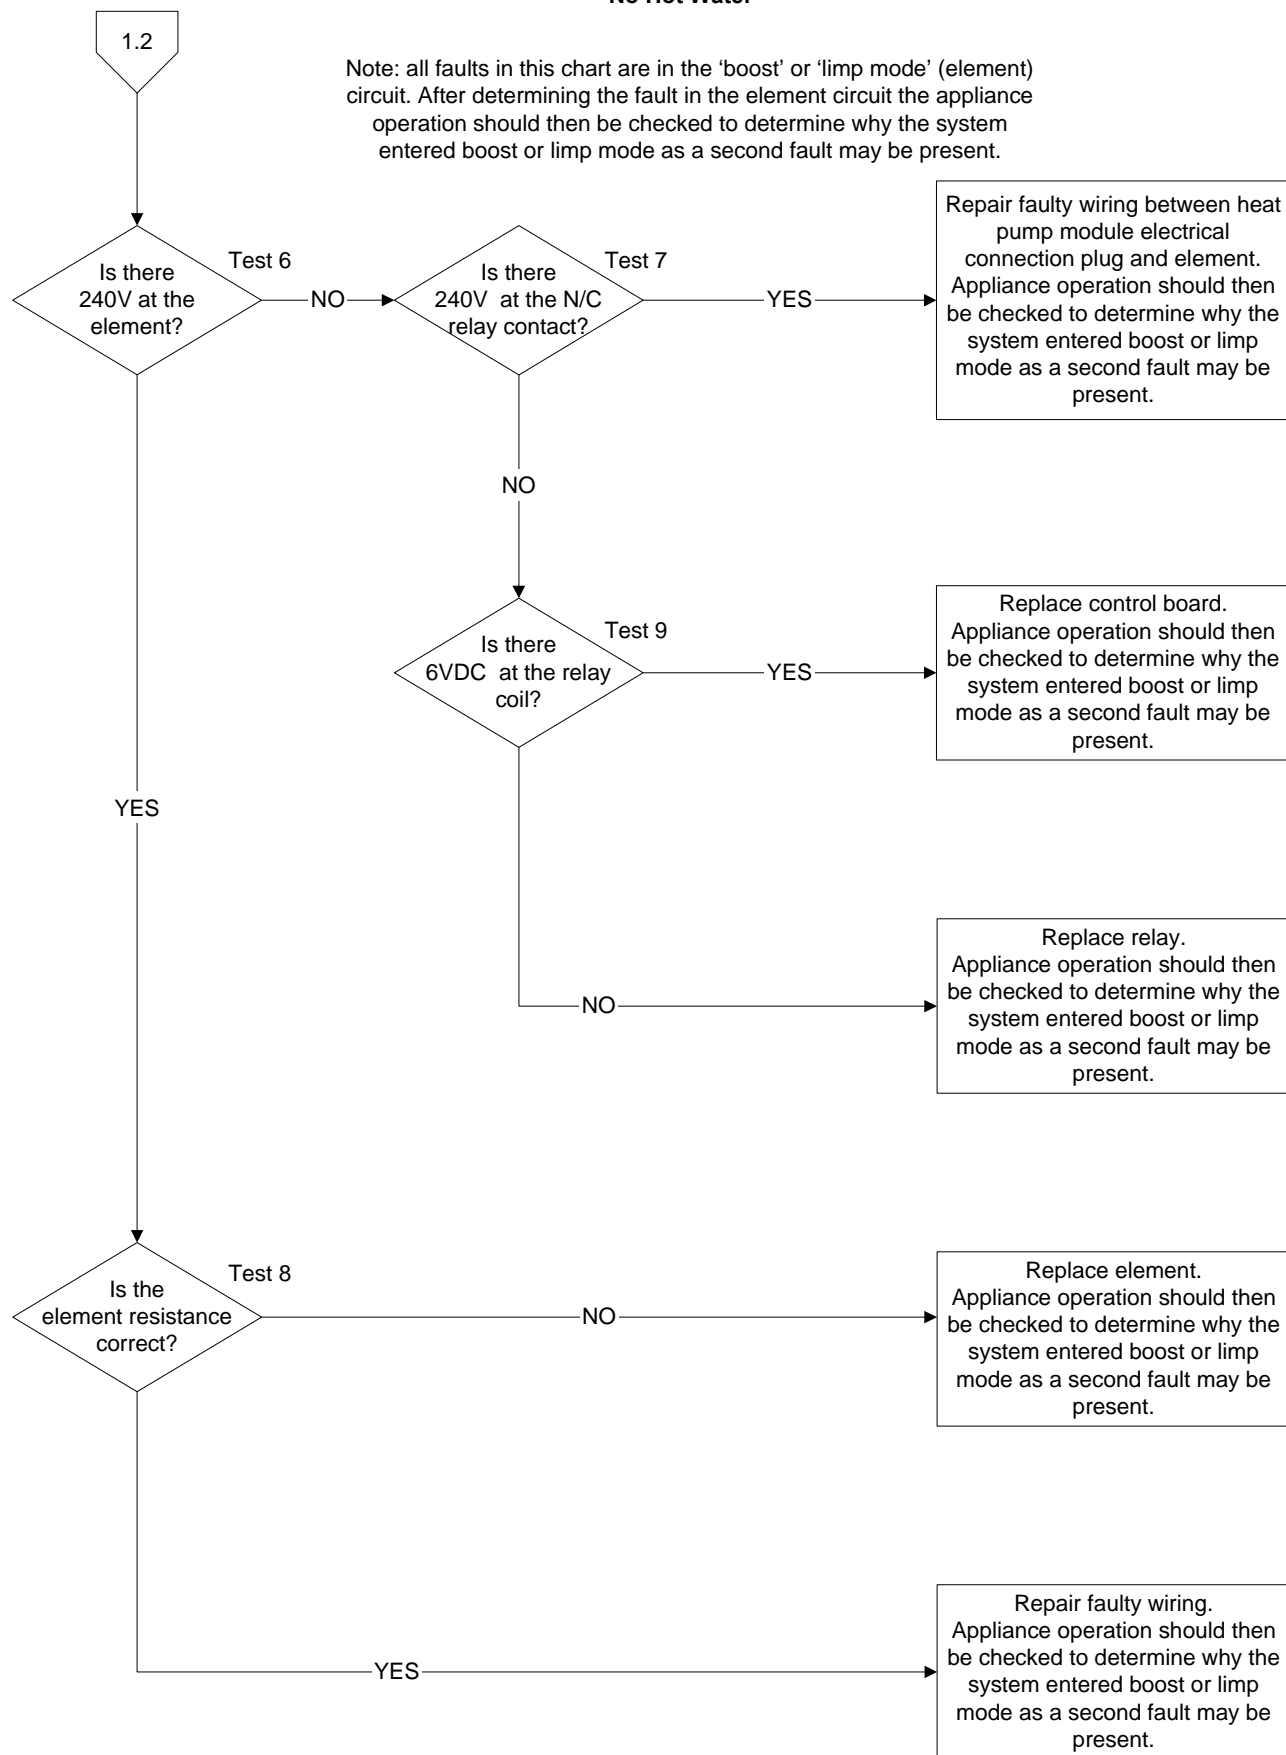 No Hot Water
1.2
Note: all faults in this chart are in the ‘boost’ or ‘limp mode’ (element)
circuit. After determining the fault in the element circuit the appliance
operation should then be checked to determine why the system
entered boost or limp mode as a second fault may be present.
Is there
240V at the
element?
Test 6
NO
Is there
240V at the N/C
relay contact?
Test 7
YES
Repair faulty wiring between heat
pump module electrical
connection plug and element.
Appliance operation should then
be checked to determine why the
system entered boost or limp
mode as a second fault may be
present.
NO
Is there
6VDC at the relay
coil?
Test 9
YES
Replace control board.
Appliance operation should then
be checked to determine why the
system entered boost or limp
mode as a second fault may be
present.
YES
NO
Replace relay.
Appliance operation should then
be checked to determine why the
system entered boost or limp
mode as a second fault may be
present.
Is the
element resistance
correct?
Test 8
NO
Replace element.
Appliance operation should then
be checked to determine why the
system entered boost or limp
mode as a second fault may be
present.
YES
Repair faulty wiring.
Appliance operation should then
be checked to determine why the
system entered boost or limp
mode as a second fault may be
present.